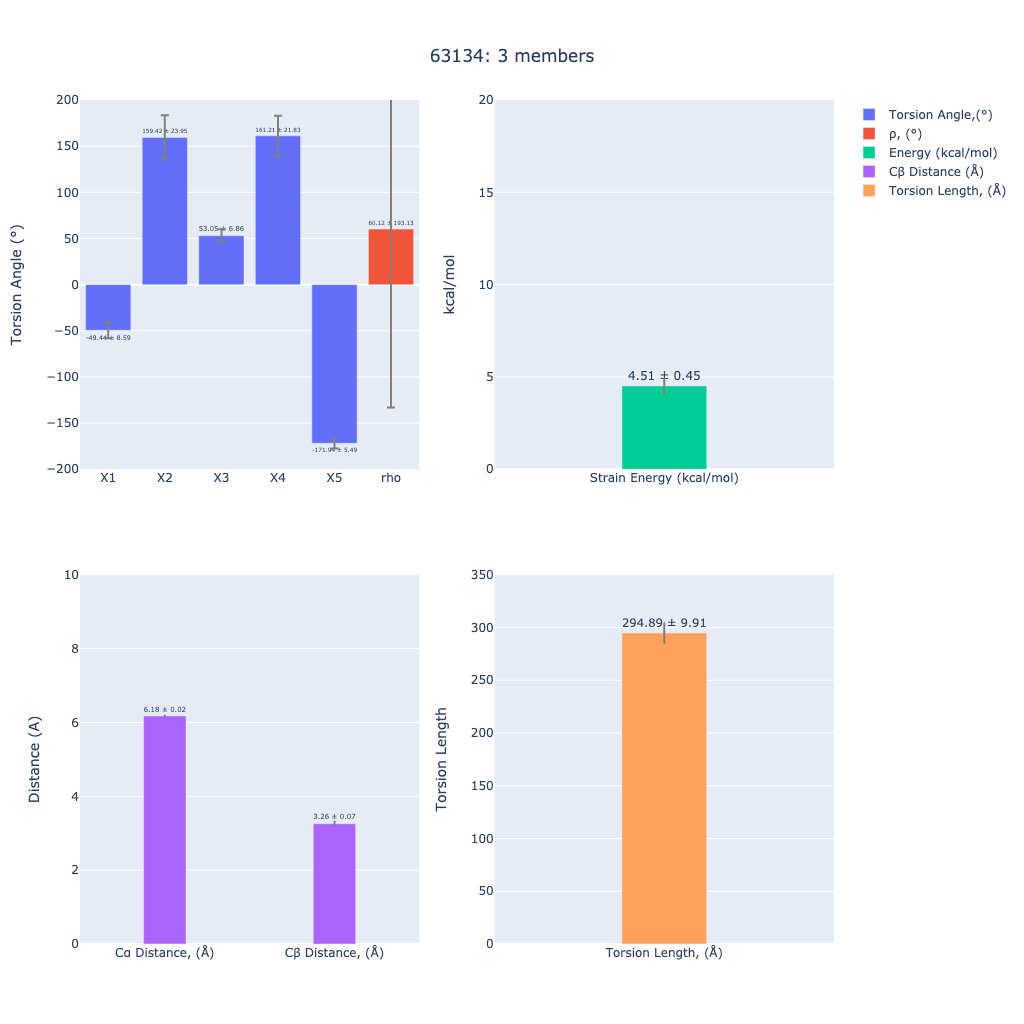 63134: 3 members
Torsion Angle (°)
200
150
100
50
0
−50
−100
−150
−200
159.42 ± 23.95
161.21 ± 21.83
53.05 ± 6.86
60.12 ± 193.13
-49.44 ± 8.59
-171.94 ± 5.49
X1 X2 X3 X4 X5 rho
kcal/mol
20
15
10
5
0
4.51 ± 0.45
Strain Energy (kcal/mol)
Torsion Angle,(°)
ρ, (°)
Energy (kcal/mol)
Cβ Distance (Å)
Torsion Length, (Å)
Distance (A)
10
8
6
4
2
0
6.18 ± 0.02
3.26 ± 0.07
Cα Distance, (Å) Cβ Distance, (Å)
Torsion Length
350
300
250
200
150
100
50
0
294.89 ± 9.91
Torsion Length, (Å)